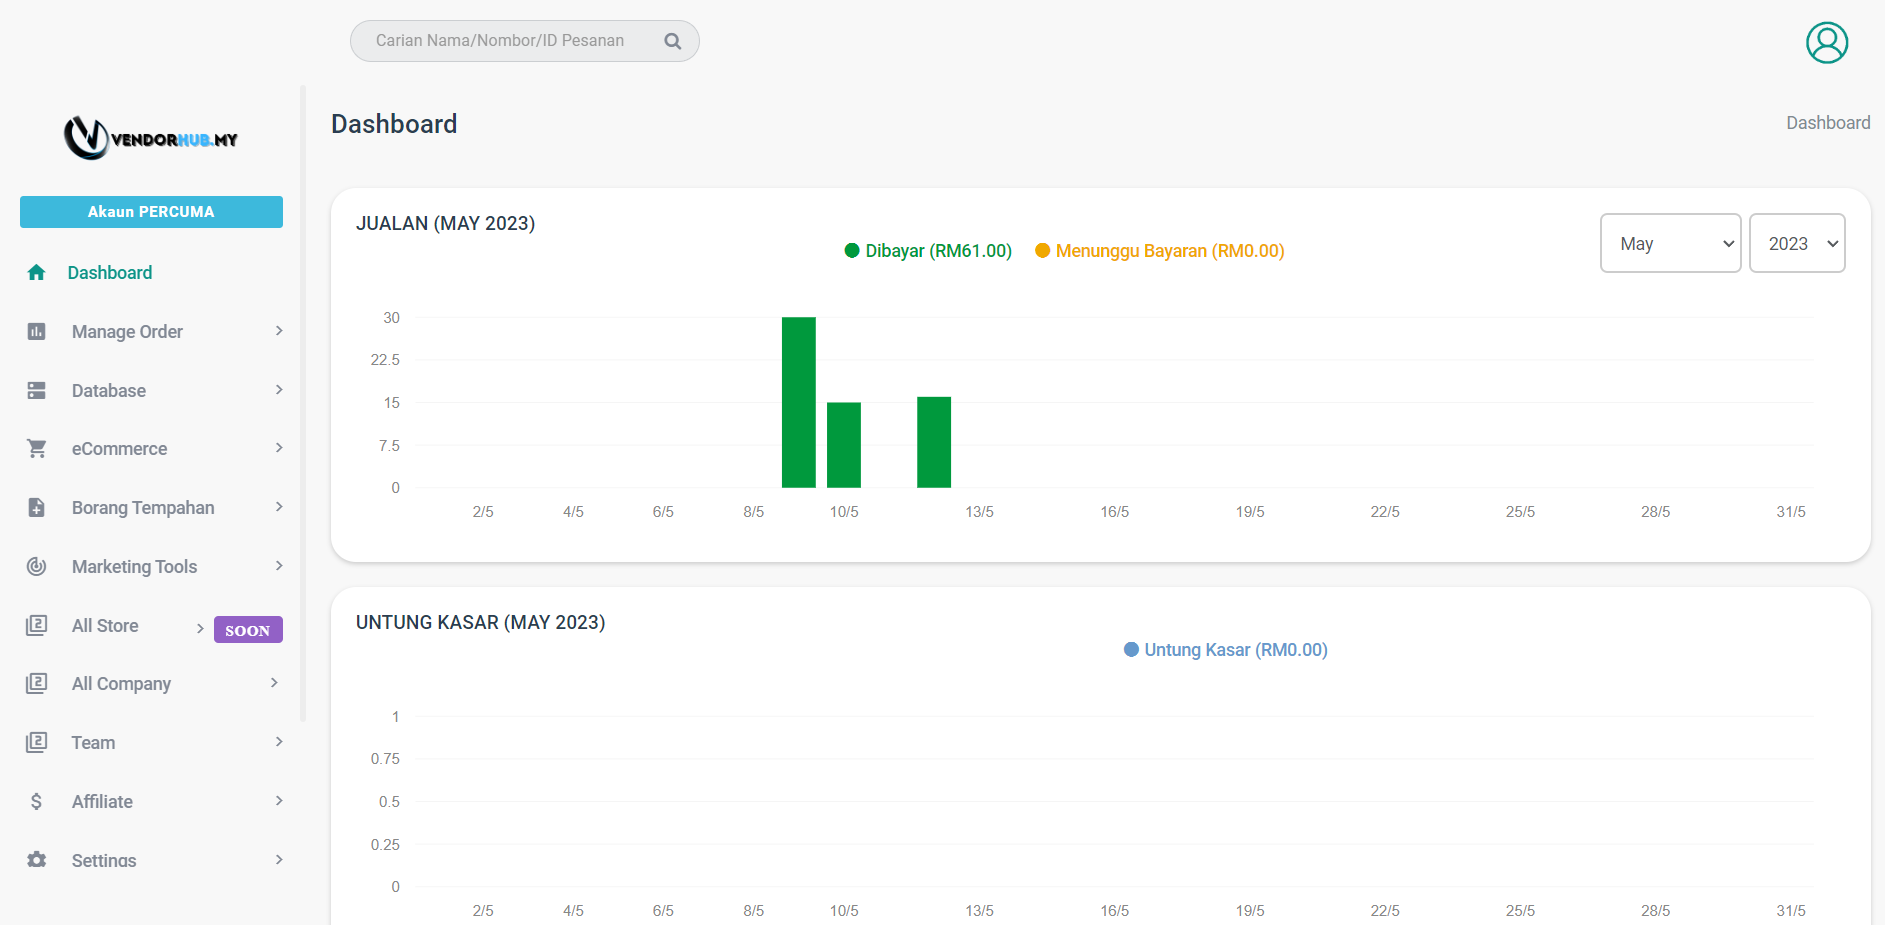 Carian Nama/Nombor/ID Pesanan
VENDORHUB.MY
Akaun PERCUMA
Dashboard
Manage Order
Database
eCommerce
Borang Tempahan
Marketing Tools
All Store
SOON
All Company
Team
Affiliate
Settings
Dashboard
Dashboard
JUALAN (MAY 2023)
Dibayar (RM61.00) Menunggu Bayaran (RM0.00)
May 2023
30
22.5
15
7.5
0
2/5 4/5 6/5 8/5 10/5 13/5 16/5 19/5 22/5 25/5 28/5 31/5
UNTUNG KASAR (MAY 2023)
Untung Kasar (RM0.00)
1
0.75
0.5
0.25
0
2/5 4/5 6/5 8/5 10/5 13/5 16/5 19/5 22/5 25/5 28/5 31/5